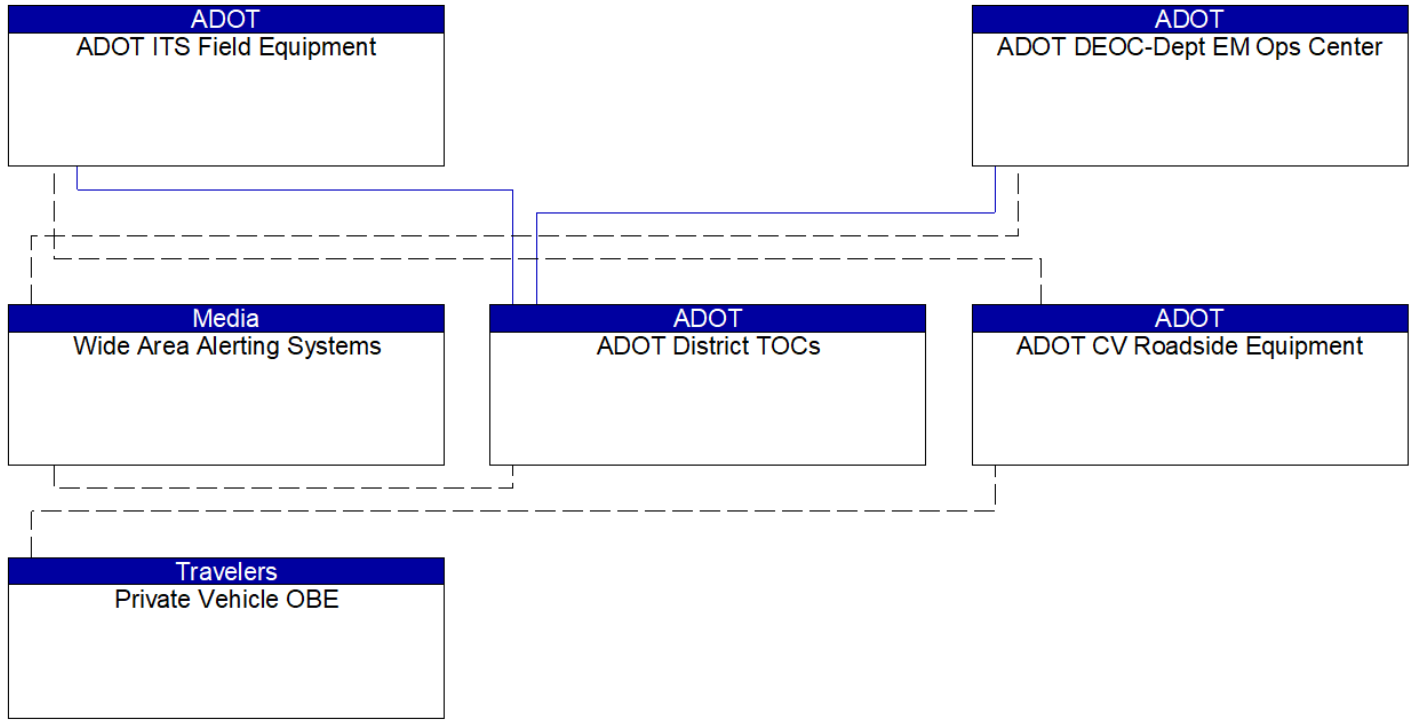 ADOT
ADOT ITS Field Equipment
ADOT
ADOT DEOC-Dept EM Ops Center
Media
Wide Area Alerting Systems
ADOT
ADOT District TOCs
ADOT
ADOT CV Roadside Equipment
Travelers
Private Vehicle OBE